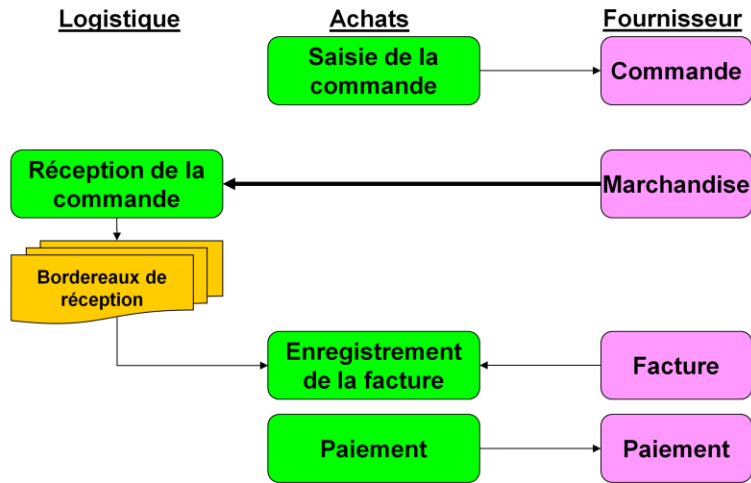 Logistique
Achats
Fournisseur
Saisie de la
commande
Commande
Réception de la
commande
Marchandise
Bordereaux de
réception
Enregistrement
de la facture
Facture
Paiement
Paiement